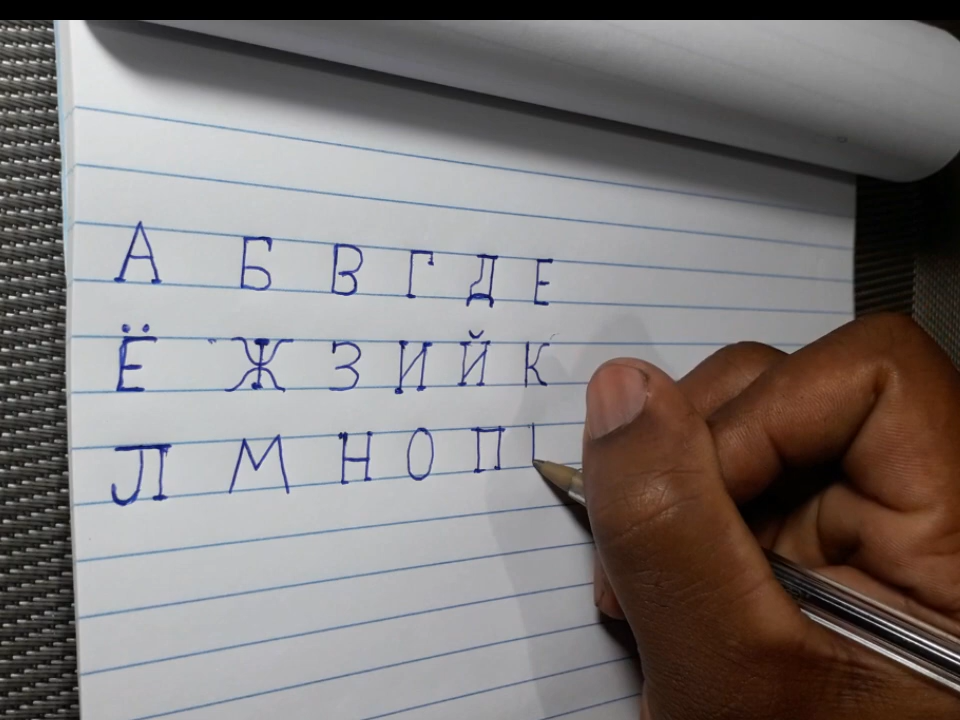 А Б В Г Д Е
Ё Ж З И Й К
Л М Н О П